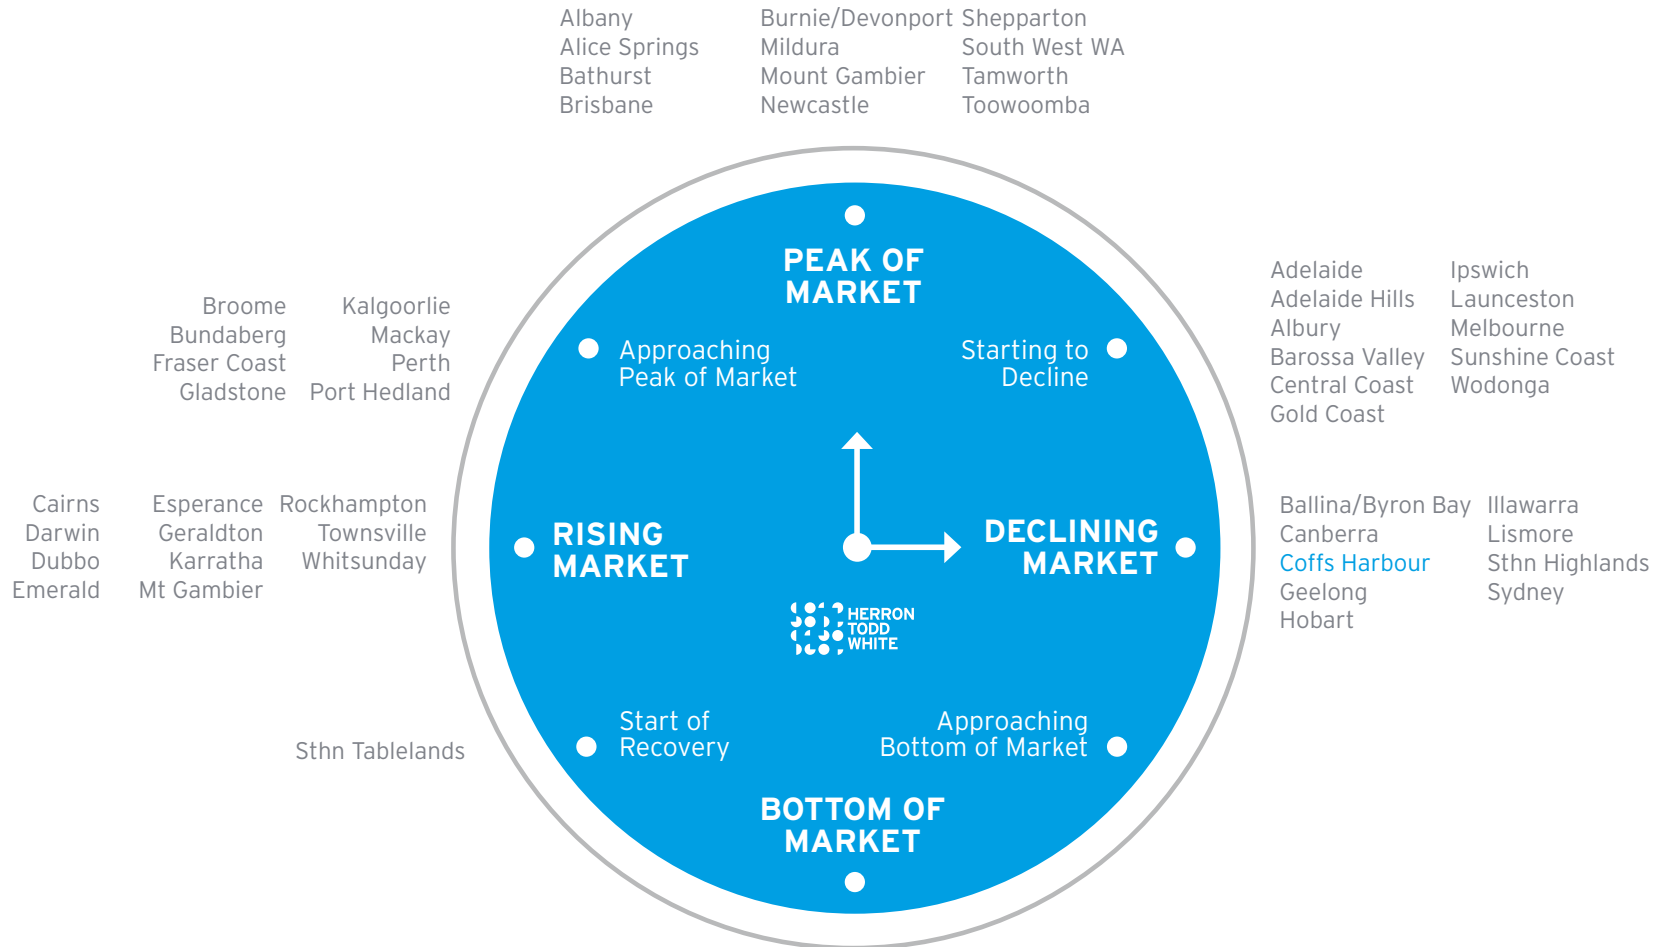 Albany Burnie/Devonport Shepparton
Alice Springs Mildura South West WA
Bathurst Mount Gambier Tamworth
Brisbane Newcastle Toowoomba
PEAK OF
MARKET
Broome Kalgoorlie
Bundaberg Mackay
Fraser Coast Perth
Gladstone Port Hedland
Approaching
Peak of Market
Starting to
Decline
Adelaide Ipswich
Adelaide Hills Launceston
Albury Melbourne
Barossa Valley Sunshine Coast
Central Coast Wodonga
Gold Coast
Cairns Esperance Rockhampton
Darwin Geraldton Townsville
Dubbo Karratha Whitsunday
Emerald Mt Gambier
RISING
MARKET
DECLINING
MARKET
Ballina/Byron Bay Illawarra
Canberra Lismore
Coffs Harbour Sthn Highlands
Geelong Sydney
Hobart
HERRON
TODD
WHITE
Sthn Tablelands
Start of
Recovery
Approaching
Bottom of Market
BOTTOM OF
MARKET